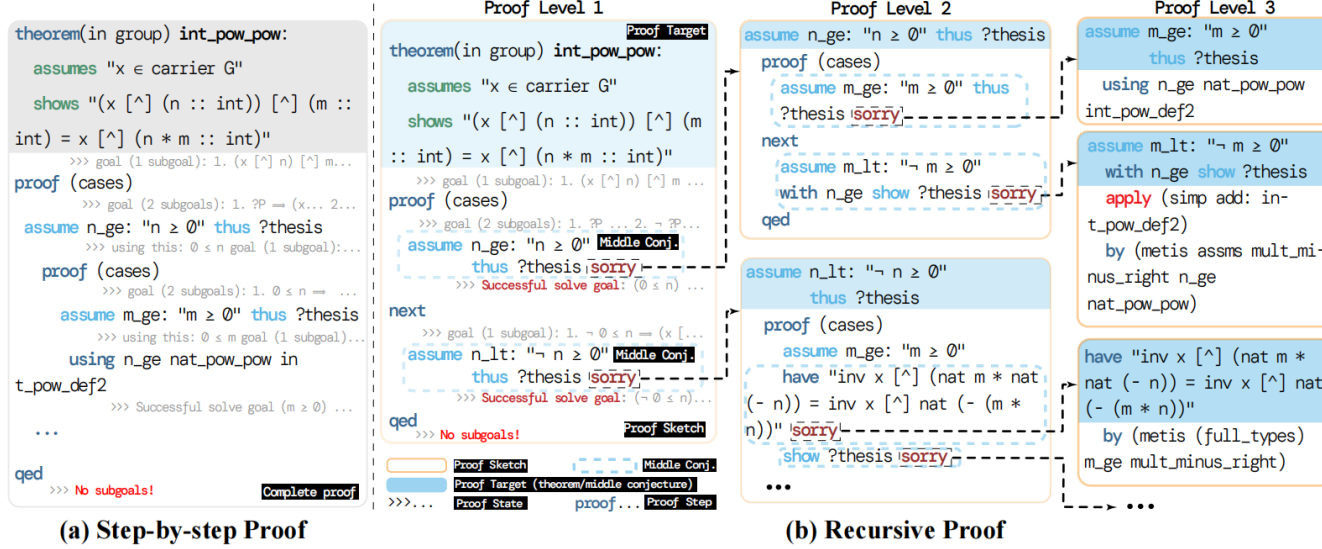 theorem(in group) int_pow_pow:
assumes "x ∈ carrier G"
shows "(x [^] (n :: int)) [^] (m ::
int) = x [^] (n * m :: int)"
>>> goal (1 subgoal): 1. (x [^] n) [^] m...
proof (cases)
>>> goal (2 subgoals): 1. ?P ⟹ (x... 2...
assume n_ge: "n ≥ 0" thus ?thesis
>>> using this: 0 ≤ n goal (1 subgoal):...
proof (cases)
>>> goal (2 subgoals): 1. 0 ≤ n ⟹ ...
assume m_ge: "m ≥ 0" thus ?thesis
>>> using this: 0 ≤ m goal (1 subgoal)...
using n_ge nat_pow_pow in
t_pow_def2
>>> Successful solve goal (m ≥ 0) ...
...
qed
>>> No subgoals!
Complete proof
(a) Step-by-step Proof
Proof Level 1
Proof Target
theorem(in group) int_pow_pow:
assumes "x ∈ carrier G"
shows "(x [^] (n :: int)) [^] (m
:: int) = x [^] (n * m :: int)"
>>> goal (1 subgoal): 1. (x [^] n) [^] m ...
proof (cases)
>>> goal (2 subgoals): 1. ?P ... 2. ¬ ?P...
assume n_ge: "n ≥ 0" Middle Conj.
thus ?thesis sorry
>>> Successful solve goal: (0 ≤ n) ...
next
>>> goal (1 subgoal): 1. ¬ 0 ≤ n ⟹ (x [...
assume n_lt: "¬ n ≥ 0" Middle Conj.
thus ?thesis sorry
>>> Successful solve goal: (¬ 0 ≤ n)...
qed
>>> No subgoals!
Proof Sketch
Proof Sketch
Middle Conj.
Proof Target (theorem/middle conjecture)
>>>... Proof State
proof... Proof Step
Proof Level 2
assume n_ge: "n ≥ 0" thus ?thesis
proof (cases)
assume m_ge: "m ≥ 0" thus
?thesis sorry
next
assume m_lt: "¬ m ≥ 0"
with n_ge show ?thesis sorry
qed
assume n_lt: "¬ n ≥ 0"
thus ?thesis
proof (cases)
assume m_ge: "m ≥ 0"
have "inv x [^] (nat m * nat
(- n)) = inv x [^] nat (- (m *
n))" sorry
show ?thesis sorry
...
Proof Level 3
assume m_ge: "m ≥ 0"
thus ?thesis
using n_ge nat_pow_pow
int_pow_def2
assume m_lt: "¬ m ≥ 0"
with n_ge show ?thesis
apply (simp add: in-
t_pow_def2)
by (metis assms mult_mi-
nus_right n_ge
nat_pow_pow)
have "inv x [^] (nat m *
nat (- n)) = inv x [^] nat
(- (m * n))"
by (metis (full_types)
m_ge mult_minus_right)
...
(b) Recursive Proof